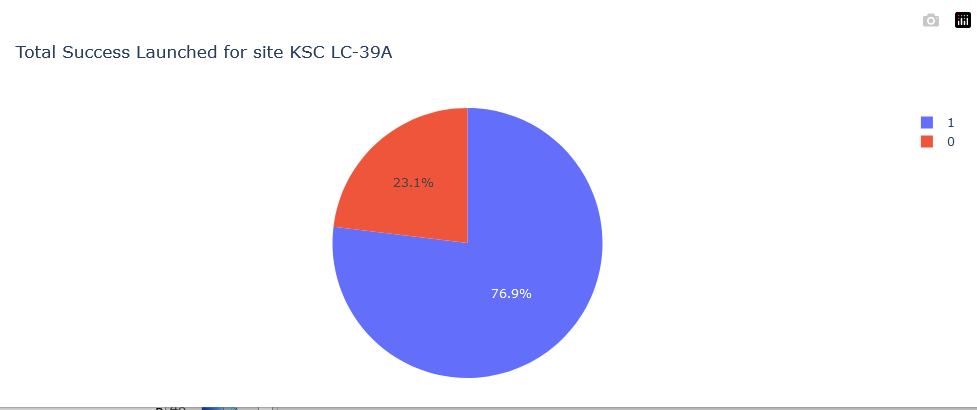 Total Success Launched for site KSC LC-39A
1
0
23.1%
76.9%